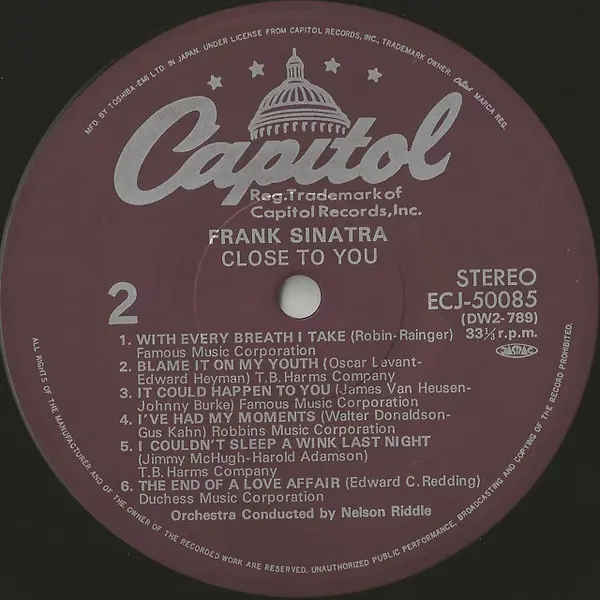 MFD. BY TOSHIBA-EMI LTD. IN JAPAN, UNDER LICENSE FROM CAPITOL RECORDS, INC., TRADEMARK OWNER. Capitol MARCA REG.
Capitol
Reg. Trademark of
Capitol Records, Inc.
FRANK SINATRA
CLOSE TO YOU
2
STEREO
ECJ-50085
(DW2-789)
33⅓ r.p.m.
JASRAC
1. WITH EVERY BREATH I TAKE (Robin-Rainger)
Famous Music Corporation
2. BLAME IT ON MY YOUTH (Oscar Levant-
Edward Heyman) T.B. Harms Company
3. IT COULD HAPPEN TO YOU (James Van Heusen-
Johnny Burke) Famous Music Corporation
4. I'VE HAD MY MOMENTS (Walter Donaldson-
Gus Kahn) Robbins Music Corporation
5. I COULDN'T SLEEP A WINK LAST NIGHT
(Jimmy McHugh-Harold Adamson)
T.B. Harms Company
6. THE END OF A LOVE AFFAIR (Edward C. Redding)
Duchess Music Corporation
Orchestra Conducted by Nelson Riddle
ALL RIGHTS OF THE MANUFACTURER AND OF THE OWNER OF THE RECORDED WORK ARE RESERVED. UNAUTHORIZED PUBLIC PERFORMANCE, BROADCASTING AND COPYING OF THE RECORD PROHIBITED.